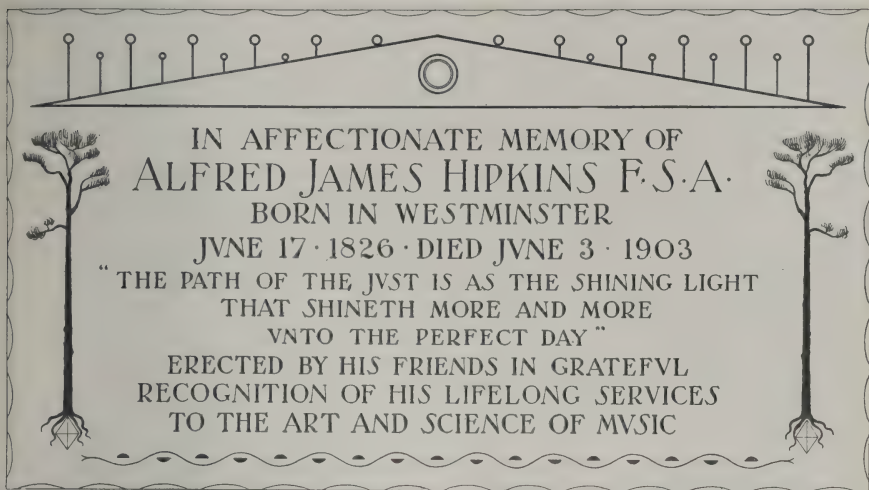 IN AFFECTIONATE MEMORY OF
ALFRED JAMES HIPKINS F·S·A·
BORN IN WESTMINSTER
JVNE 17 · 1826 · DIED JVNE 3 · 1903
"THE PATH OF THE JVST IS AS THE SHINING LIGHT
THAT SHINETH MORE AND MORE
VNTO THE PERFECT DAY"
ERECTED BY HIS FRIENDS IN GRATEFVL
RECOGNITION OF HIS LIFELONG SERVICES
TO THE ART AND SCIENCE OF MVSIC